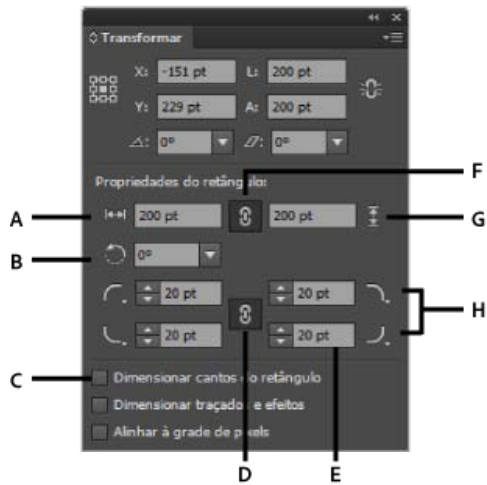 Transformar
X: -151 pt L: 200 pt
Y: 229 pt A: 200 pt
0° 0°
F
Propriedades do retângulo:
A 200 pt 200 pt G
B 0°
20 pt 20 pt
H
20 pt 20 pt
C Dimensionar cantos do retângulo
Dimensionar traçados e efeitos
Alinhar à grade de pixels
D E